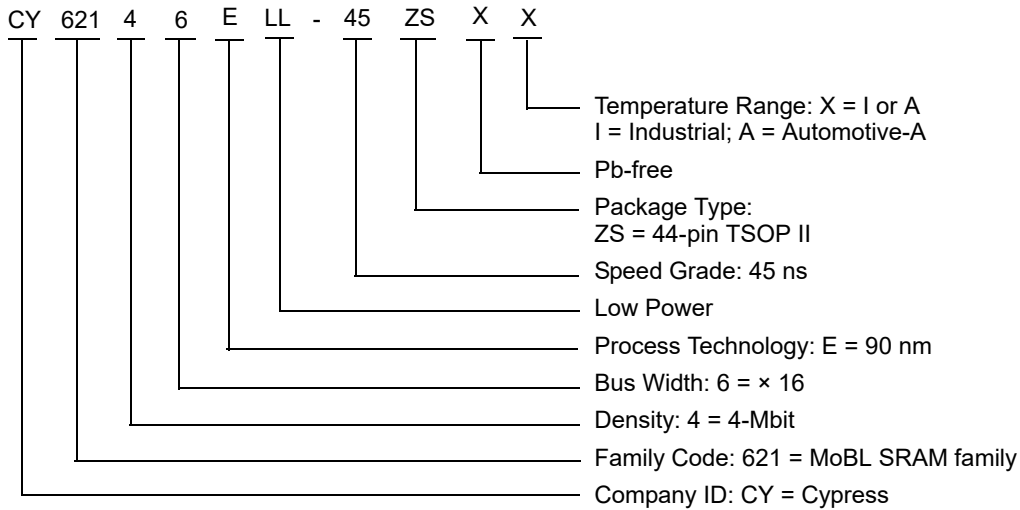 CY 621 4 6 E LL - 45 ZS X X
Temperature Range: X = I or A
I = Industrial; A = Automotive-A
Pb-free
Package Type:
ZS = 44-pin TSOP II
Speed Grade: 45 ns
Low Power
Process Technology: E = 90 nm
Bus Width: 6 = × 16
Density: 4 = 4-Mbit
Family Code: 621 = MoBL SRAM family
Company ID: CY = Cypress